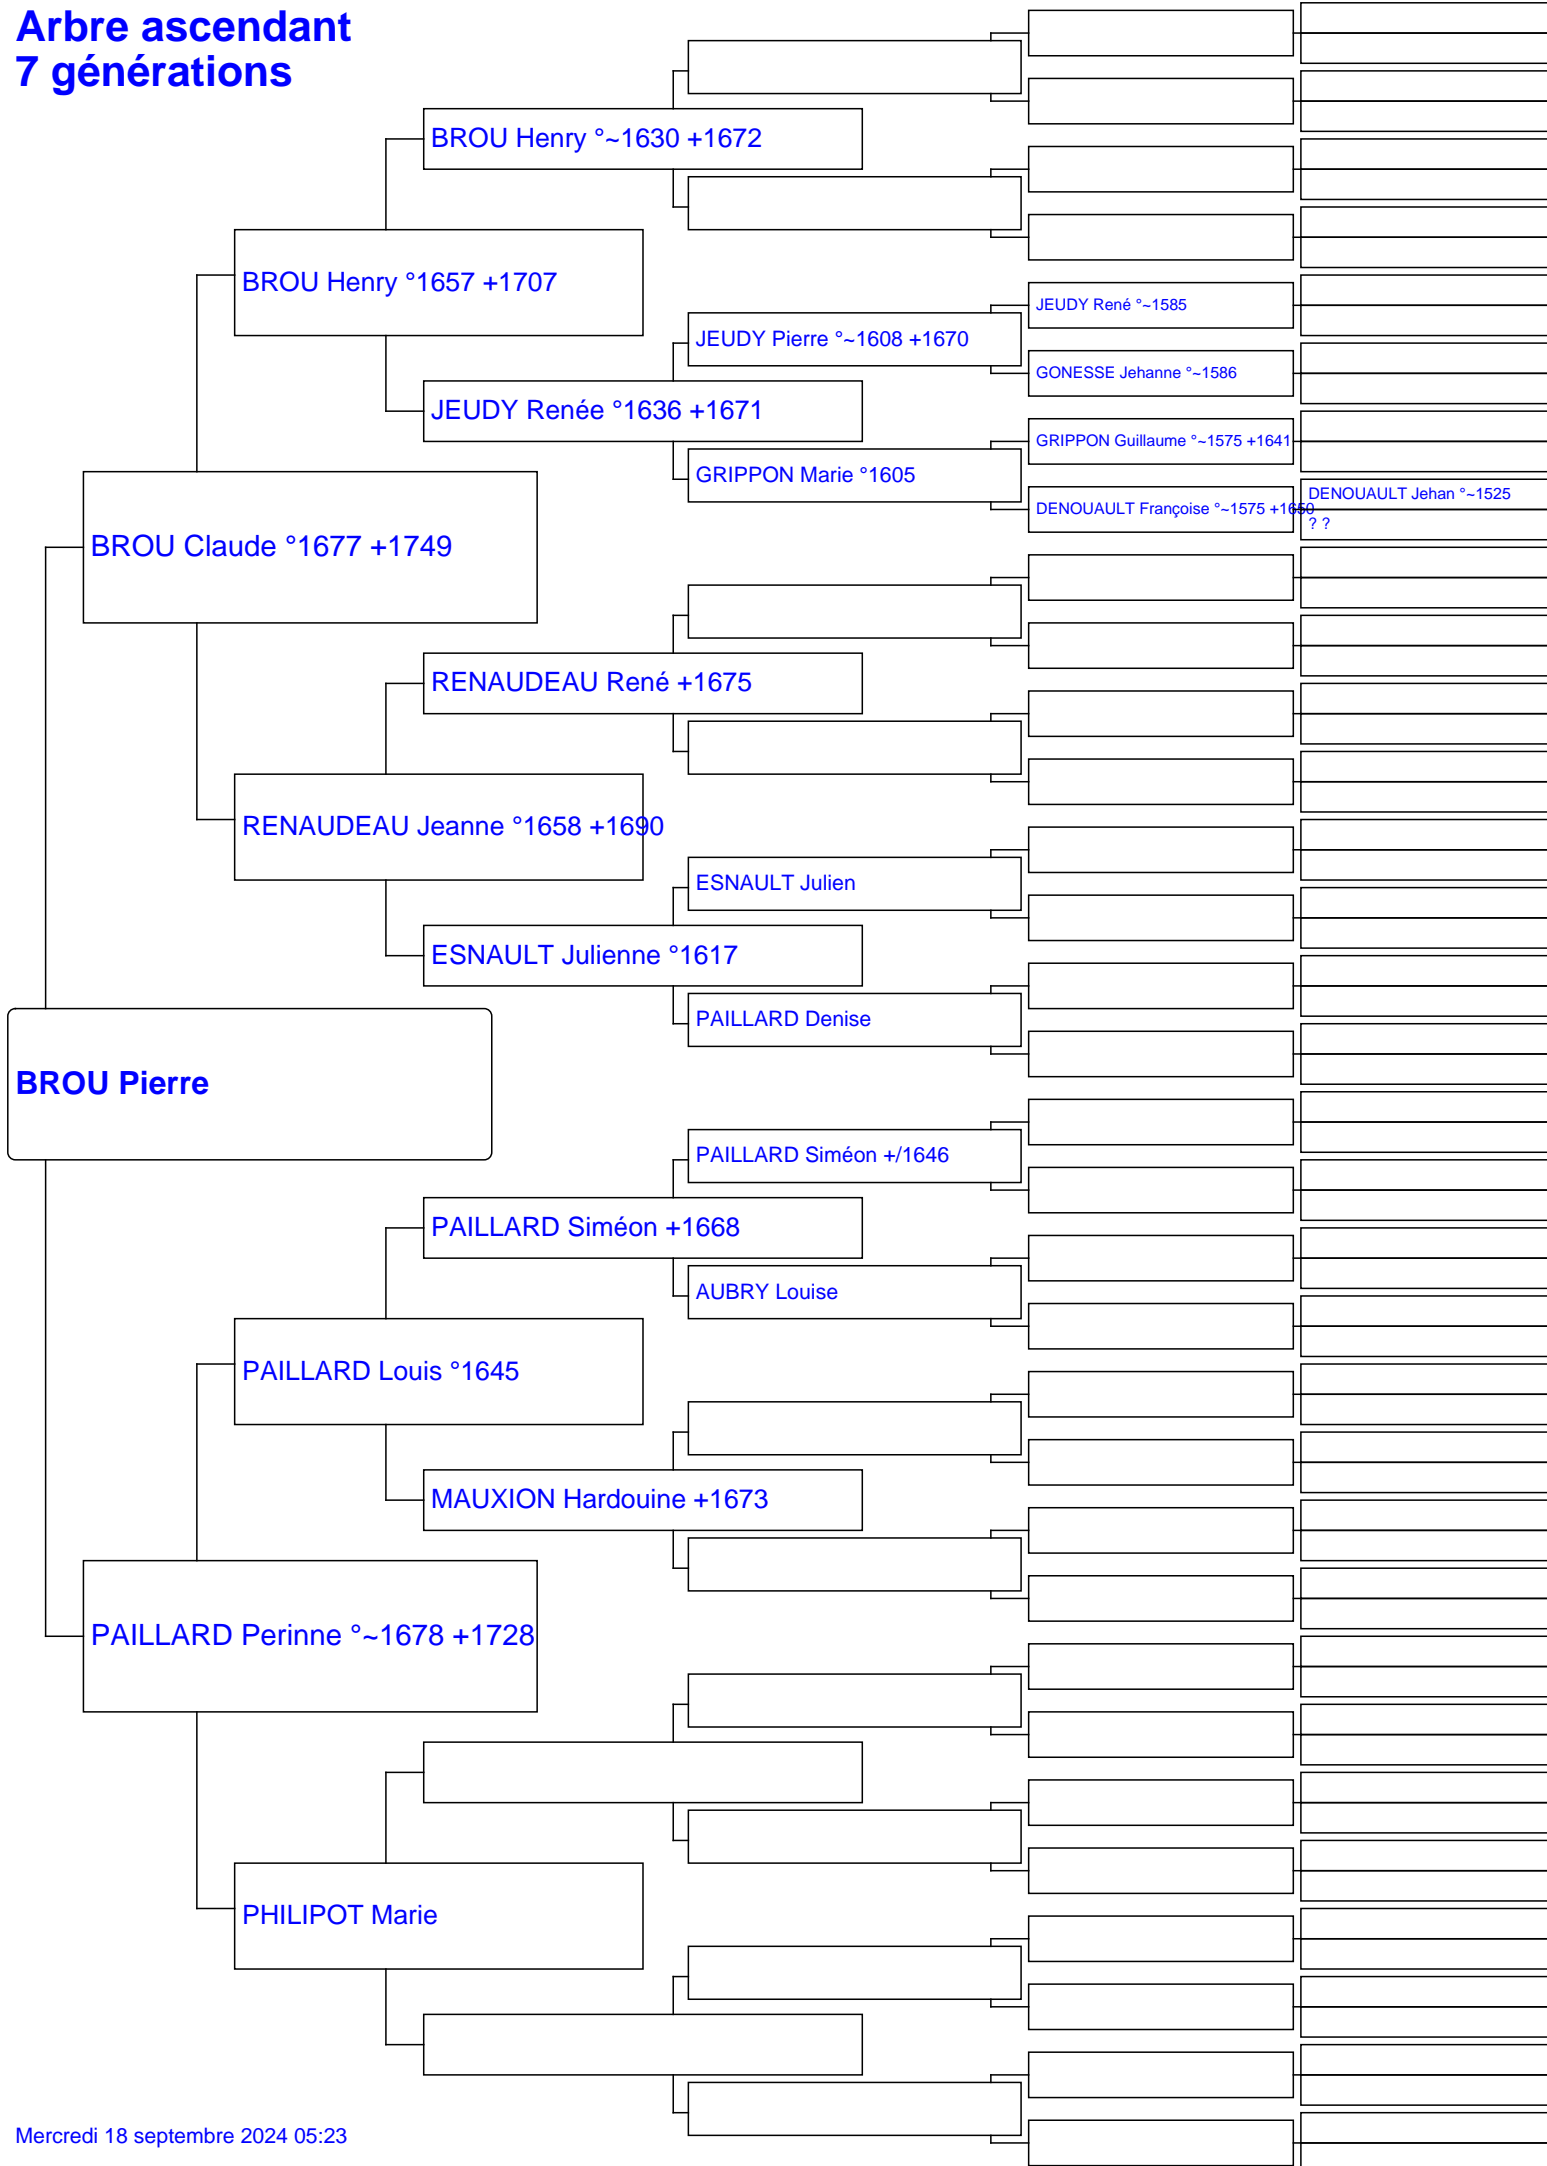 Arbre ascendant
7 générations
BROU Henry °~1630 +1672
BROU Henry °1657 +1707
JEUDY René °~1585
JEUDY Pierre °~1608 +1670
GONESSE Jehanne °~1586
JEUDY Renée °1636 +1671
GRIPPON Guillaume °~1575 +1641
GRIPPON Marie °1605
DENOUAULT Jehan °~1525
DENOUAULT Françoise °~1575 +1650
? ?
BROU Claude °1677 +1749
RENAUDEAU René +1675
RENAUDEAU Jeanne °1658 +1690
ESNAULT Julien
ESNAULT Julienne °1617
PAILLARD Denise
BROU Pierre
PAILLARD Siméon +/1646
PAILLARD Siméon +1668
AUBRY Louise
PAILLARD Louis °1645
MAUXION Hardouine +1673
PAILLARD Perinne °~1678 +1728
PHILIPOT Marie
Mercredi 18 septembre 2024 05:23